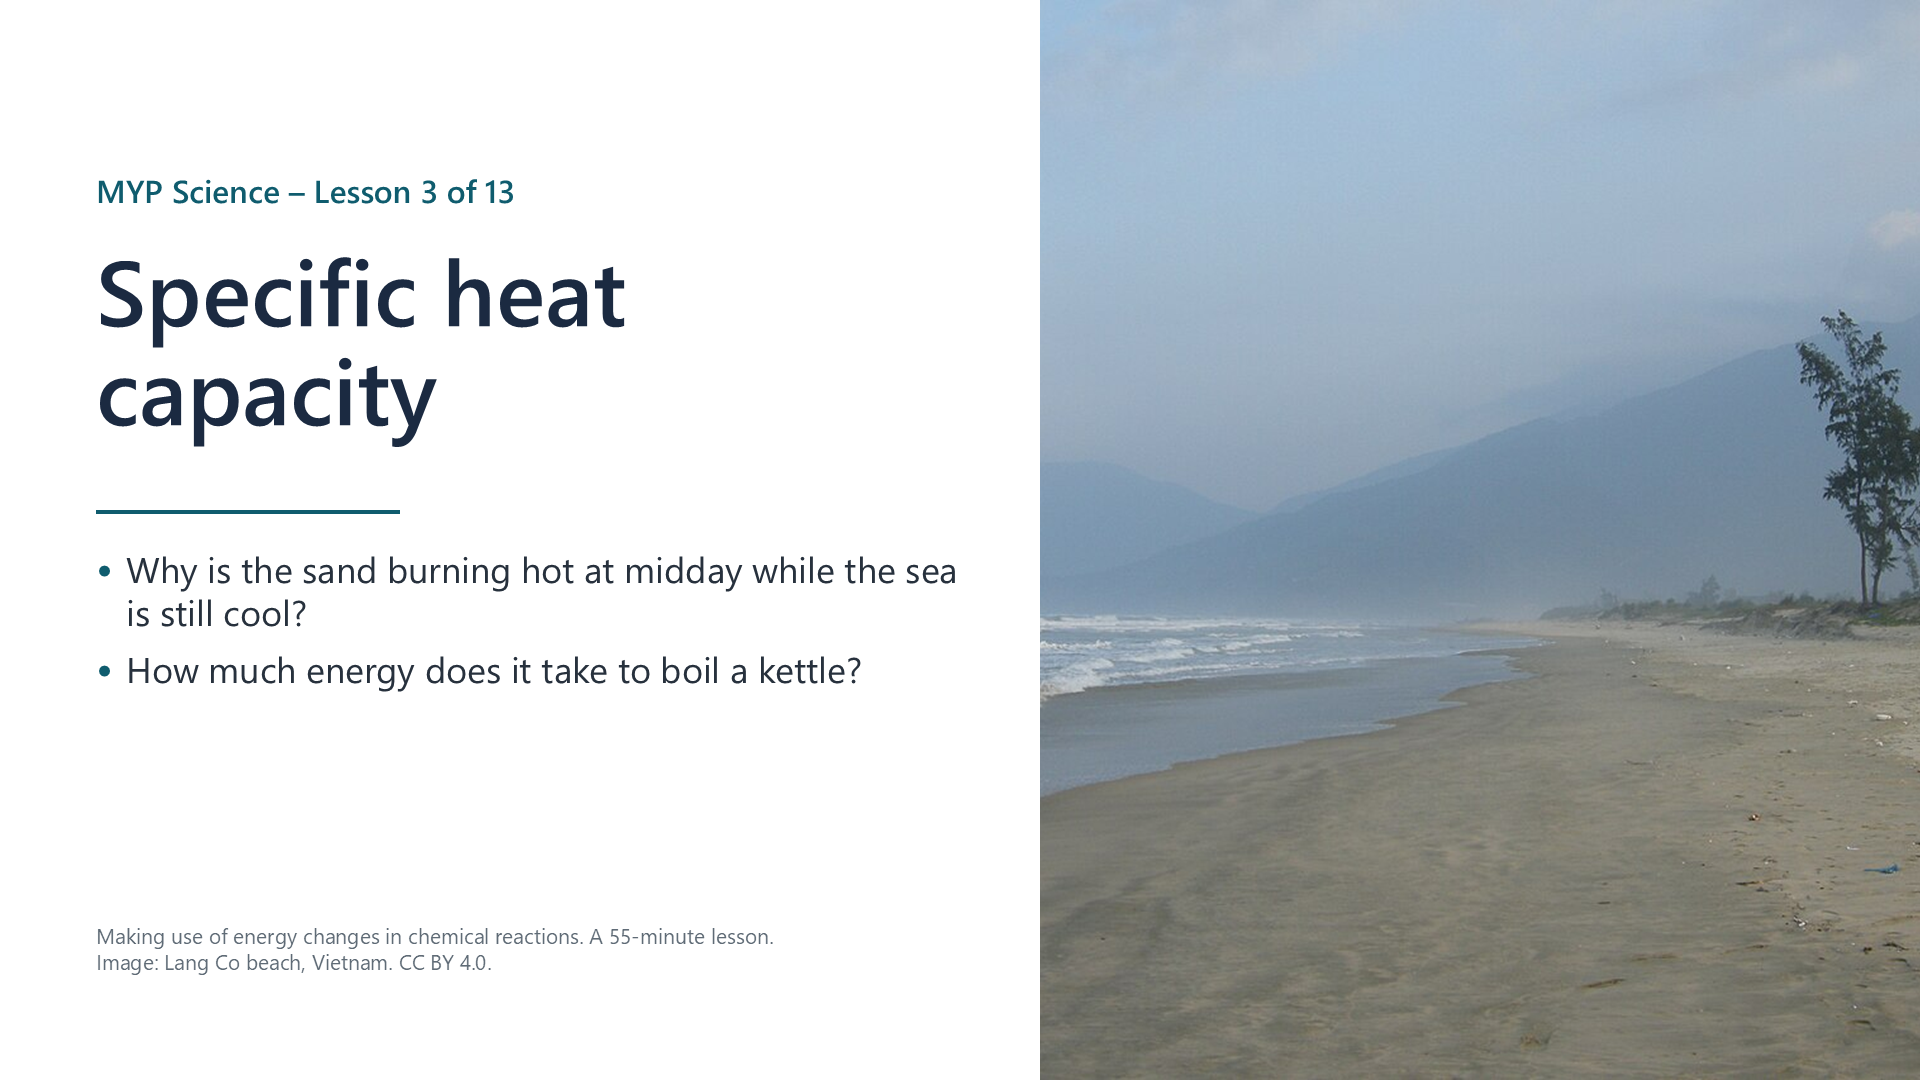 MYP Science – Lesson 3 of 13
Specific heat
capacity
• Why is the sand burning hot at midday while the sea
is still cool?
• How much energy does it take to boil a kettle?
Making use of energy changes in chemical reactions. A 55-minute lesson.
Image: Lang Co beach, Vietnam. CC BY 4.0.